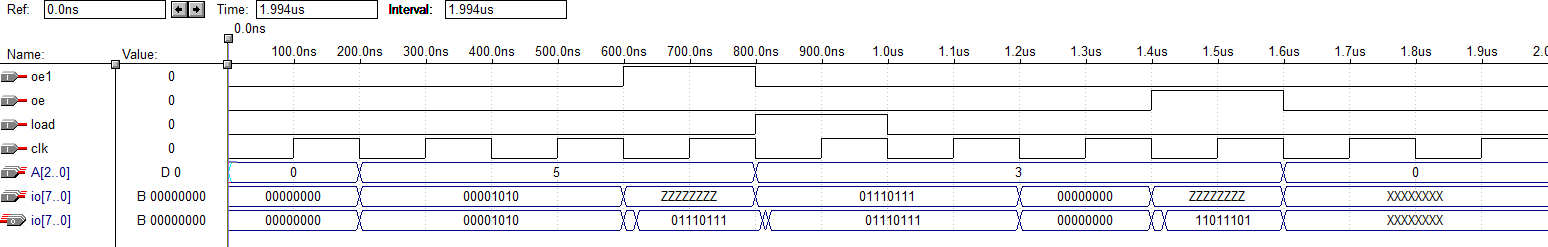 Ref: 0.0ns Time: 1.994us Interval: 1.994us
0.0ns
100.0ns 200.0ns 300.0ns 400.0ns 500.0ns 600.0ns 700.0ns 800.0ns 900.0ns 1.0us 1.1us 1.2us 1.3us 1.4us 1.5us 1.6us 1.7us 1.8us 1.9us 2.0
Name: Value:
oe1 0
oe 0
load 0
clk 0
A[2..0] D 0 0 5 3 0
io[7..0] B 00000000 00000000 00001010 ZZZZZZZZ 01110111 00000000 ZZZZZZZZ XXXXXXXX
io[7..0] B 00000000 00000000 00001010 01110111 01110111 00000000 11011101 XXXXXXXX